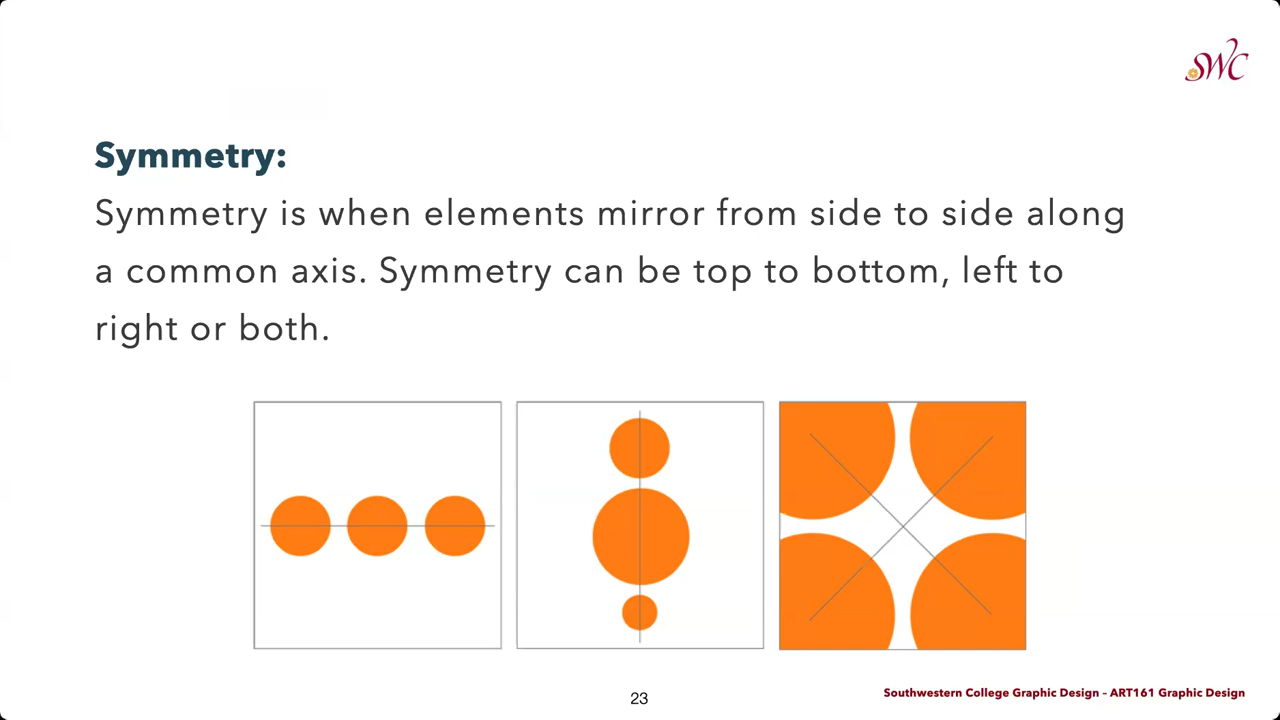 SWC
Symmetry:
Symmetry is when elements mirror from side to side along
a common axis. Symmetry can be top to bottom, left to
right or both.
23
Southwestern College Graphic Design – ART161 Graphic Design